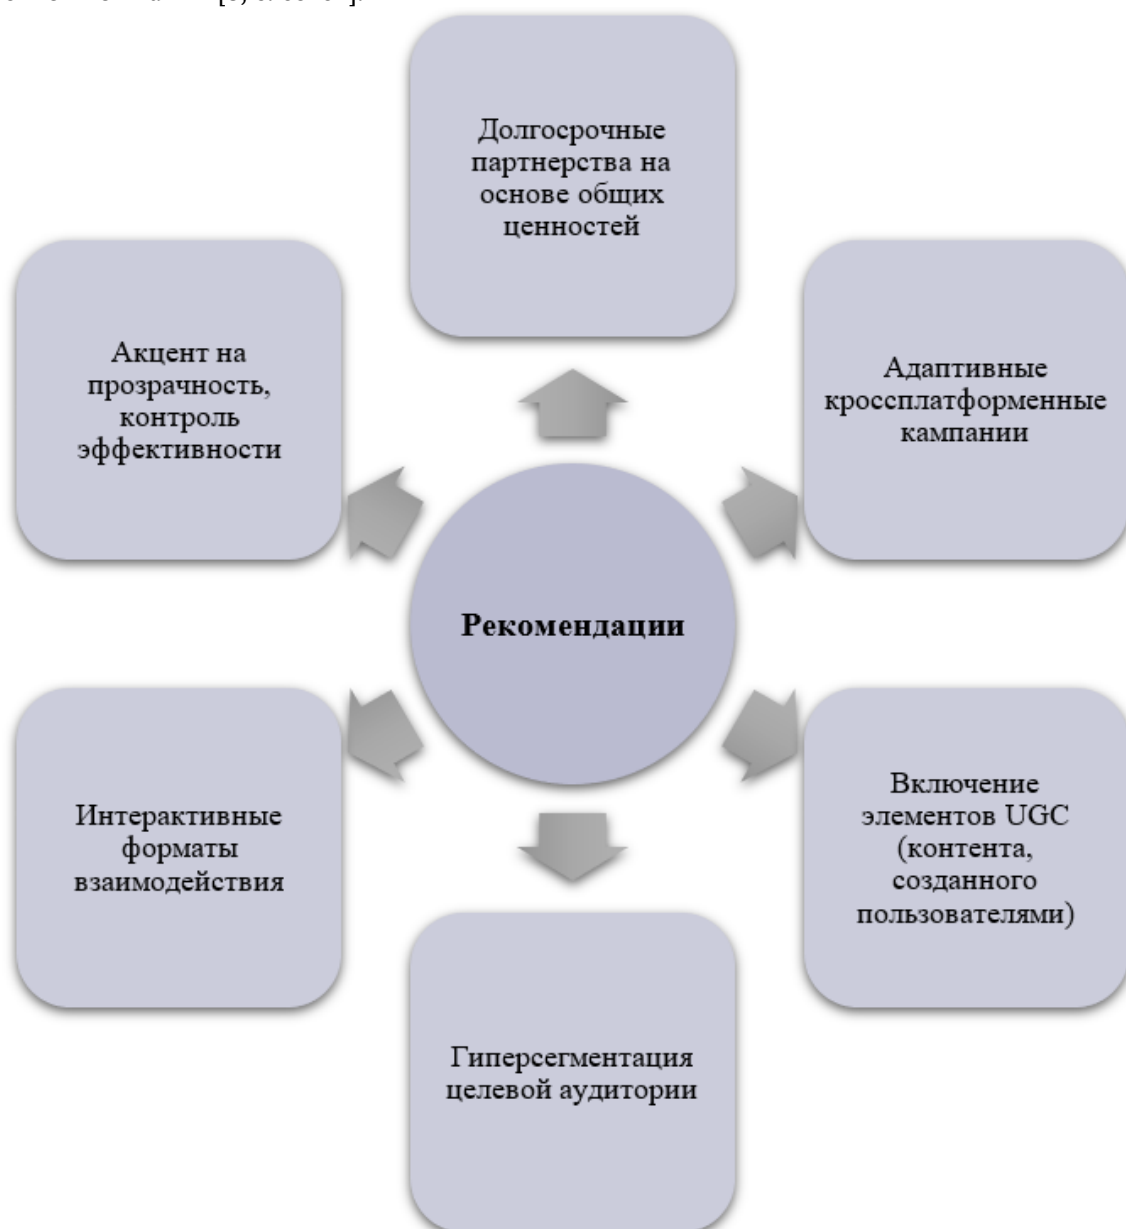 Долгосрочные
партнерства на
основе общих
ценностей
Акцент на
прозрачность,
контроль
эффективности
Адаптивные
кроссплатформенные
кампании
Рекомендации
Интерактивные
форматы
взаимодействия
Включение
элементов UGC
(контента,
созданного
пользователями)
Гиперсегментация
целевой аудитории